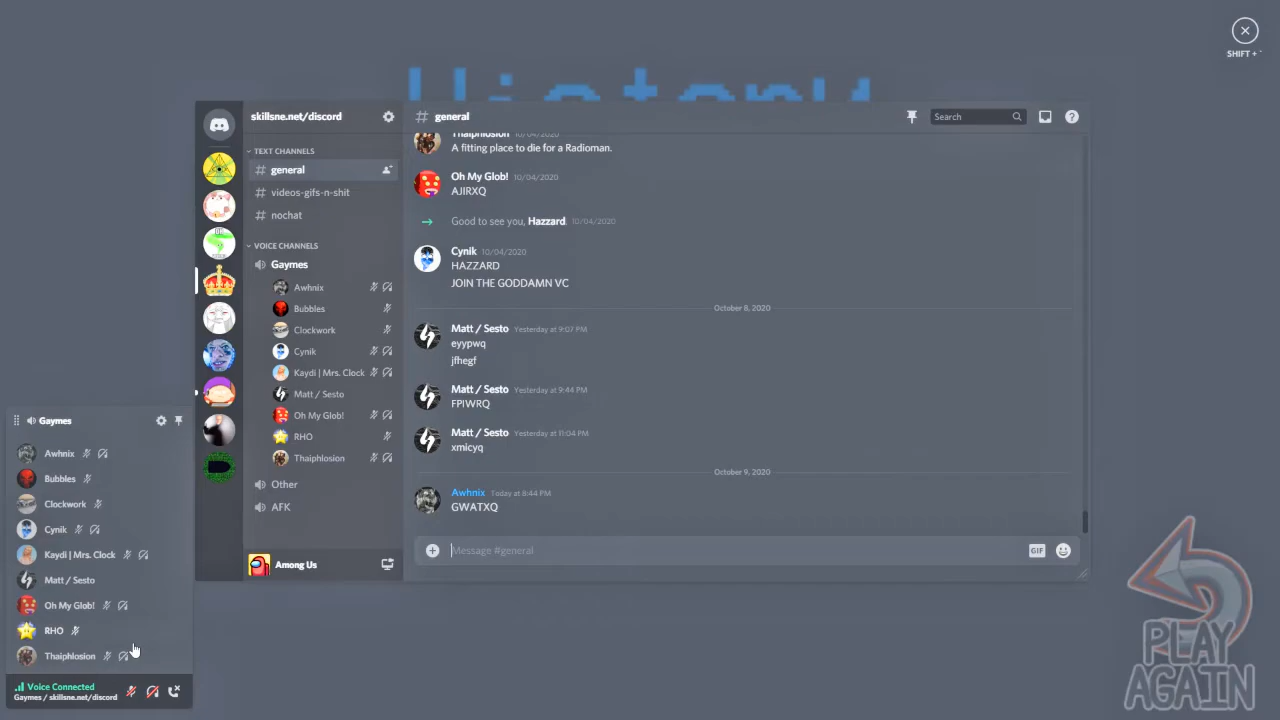 Victory
SHIFT + `
skillsne.net/discord
general
Search
TEXT CHANNELS
general
videos-gifs-n-shit
nochat
VOICE CHANNELS
Gaymes
Awhnix
Bubbles
Clockwork
Cynik
Kaydi | Mrs. Clock
Matt / Sesto
Oh My Glob!
RHO
Thaiphlosion
Other
AFK
Among Us
Thaiphlosion 10/04/2020
A fitting place to die for a Radioman.
Oh My Glob! 10/04/2020
AJIRXQ
Good to see you, Hazzard. 10/04/2020
Cynik 10/04/2020
HAZZARD
JOIN THE GODDAMN VC
October 8, 2020
Matt / Sesto Yesterday at 9:07 PM
eyypwq
jfhegf
Matt / Sesto Yesterday at 9:44 PM
FPIWRQ
Matt / Sesto Yesterday at 11:04 PM
xmicyq
October 9, 2020
Awhnix Today at 8:44 PM
GWATXQ
Message #general
GIF
Gaymes
Awhnix
Bubbles
Clockwork
Cynik
Kaydi | Mrs. Clock
Matt / Sesto
Oh My Glob!
RHO
Thaiphlosion
Voice Connected
Gaymes / skillsne.net/discord
PLAY
AGAIN